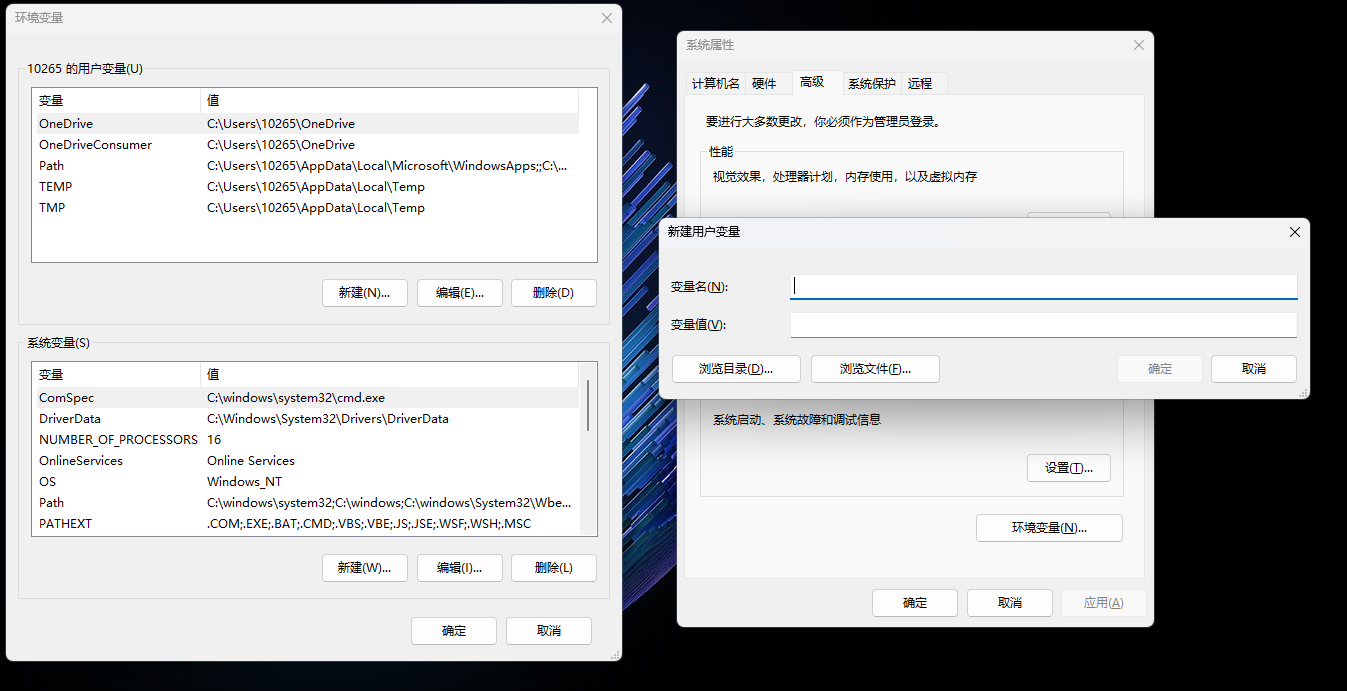 环境变量
10265 的用户变量(U)
变量 值
OneDrive C:\Users\10265\OneDrive
OneDriveConsumer C:\Users\10265\OneDrive
Path C:\Users\10265\AppData\Local\Microsoft\WindowsApps;;C:\...
TEMP C:\Users\10265\AppData\Local\Temp
TMP C:\Users\10265\AppData\Local\Temp
新建(N)... 编辑(E)... 删除(D)
系统变量(S)
变量 值
ComSpec C:\windows\system32\cmd.exe
DriverData C:\Windows\System32\Drivers\DriverData
NUMBER_OF_PROCESSORS 16
OnlineServices Online Services
OS Windows_NT
Path C:\windows\system32;C:\windows;C:\windows\System32\Wbe...
PATHEXT .COM;.EXE;.BAT;.CMD;.VBS;.VBE;.JS;.JSE;.WSF;.WSH;.MSC
新建(W)... 编辑(I)... 删除(L)
确定 取消
系统属性
计算机名 硬件 高级 系统保护 远程
要进行大多数更改，你必须作为管理员登录。
性能
视觉效果，处理器计划，内存使用，以及虚拟内存
新建用户变量
变量名(N):
变量值(V):
浏览目录(D)... 浏览文件(F)... 确定 取消
系统启动、系统故障和调试信息
设置(T)...
环境变量(N)...
确定 取消 应用(A)